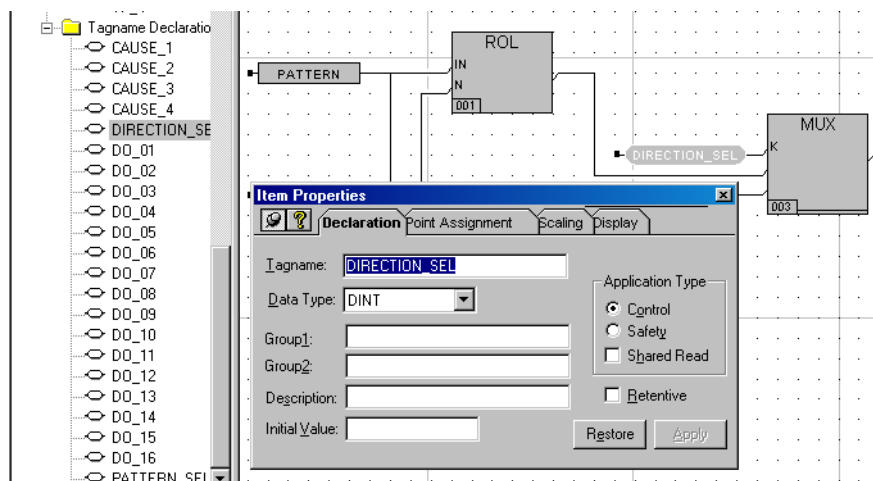 Tagname Declaratio
CAUSE_1
CAUSE_2
CAUSE_3
CAUSE_4
DIRECTION_SE
DO_01
DO_02
DO_03
DO_04
DO_05
DO_06
DO_07
DO_08
DO_09
DO_10
DO_11
DO_12
DO_13
DO_14
DO_15
DO_16
PATTERN_SEL
PATTERN
ROL
IN
N
001
DIRECTION_SEL
MUX
K
003
Item Properties
Declaration
Point Assignment
Scaling
Display
Tagname:
DIRECTION_SEL
Data Type:
DINT
Group1:
Group2:
Description:
Initial Value:
Application Type
Control
Safety
Shared Read
Retentive
Restore
Apply